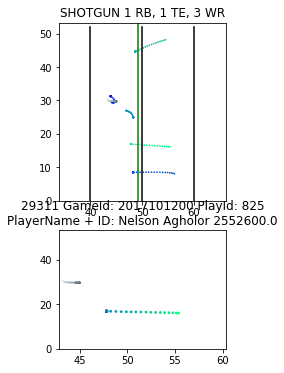 SHOTGUN 1 RB, 1 TE, 3 WR
50
40
30
20
10
0
40 50 60
29311 GameId: 2017101200 PlayId: 825
PlayerName + ID: Nelson Agholor 2552600.0
40
20
0
45 50 55 60